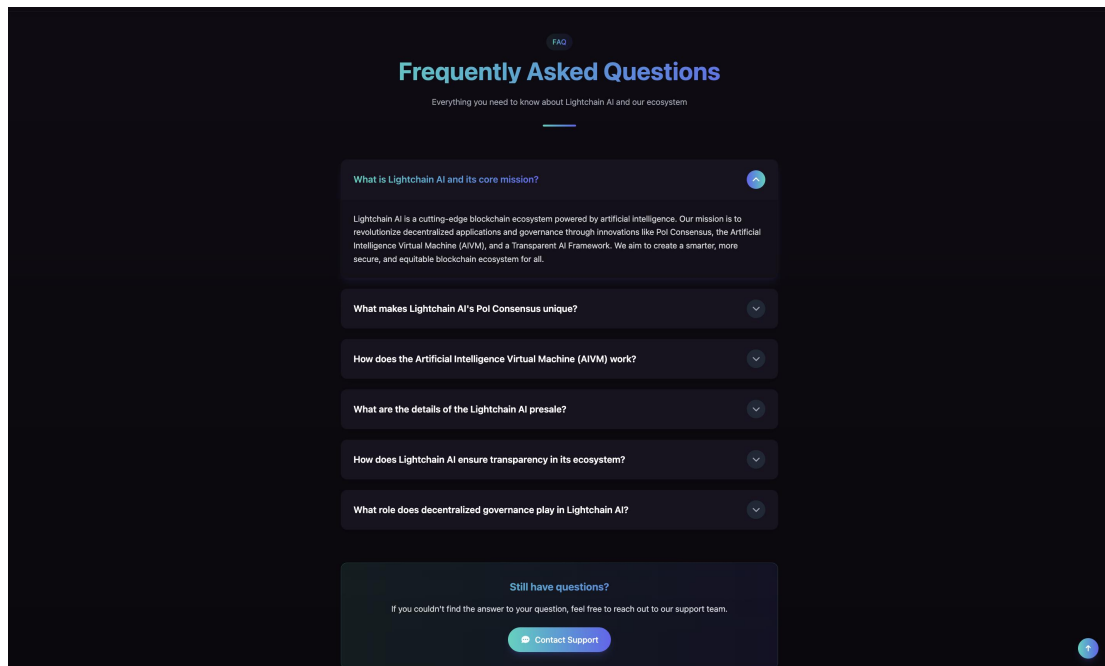 FAQ
Frequently Asked Questions
Everything you need to know about Lightchain AI and our ecosystem
What is Lightchain AI and its core mission?
Lightchain AI is a cutting-edge blockchain ecosystem powered by artificial intelligence. Our mission is to
revolutionize decentralized applications and governance through innovations like PoI Consensus, the Artificial
Intelligence Virtual Machine (AIVM), and a Transparent AI Framework. We aim to create a smarter, more
secure, and equitable blockchain ecosystem for all.
What makes Lightchain AI's PoI Consensus unique?
How does the Artificial Intelligence Virtual Machine (AIVM) work?
What are the details of the Lightchain AI presale?
How does Lightchain AI ensure transparency in its ecosystem?
What role does decentralized governance play in Lightchain AI?
Still have questions?
If you couldn't find the answer to your question, feel free to reach out to our support team.
Contact Support